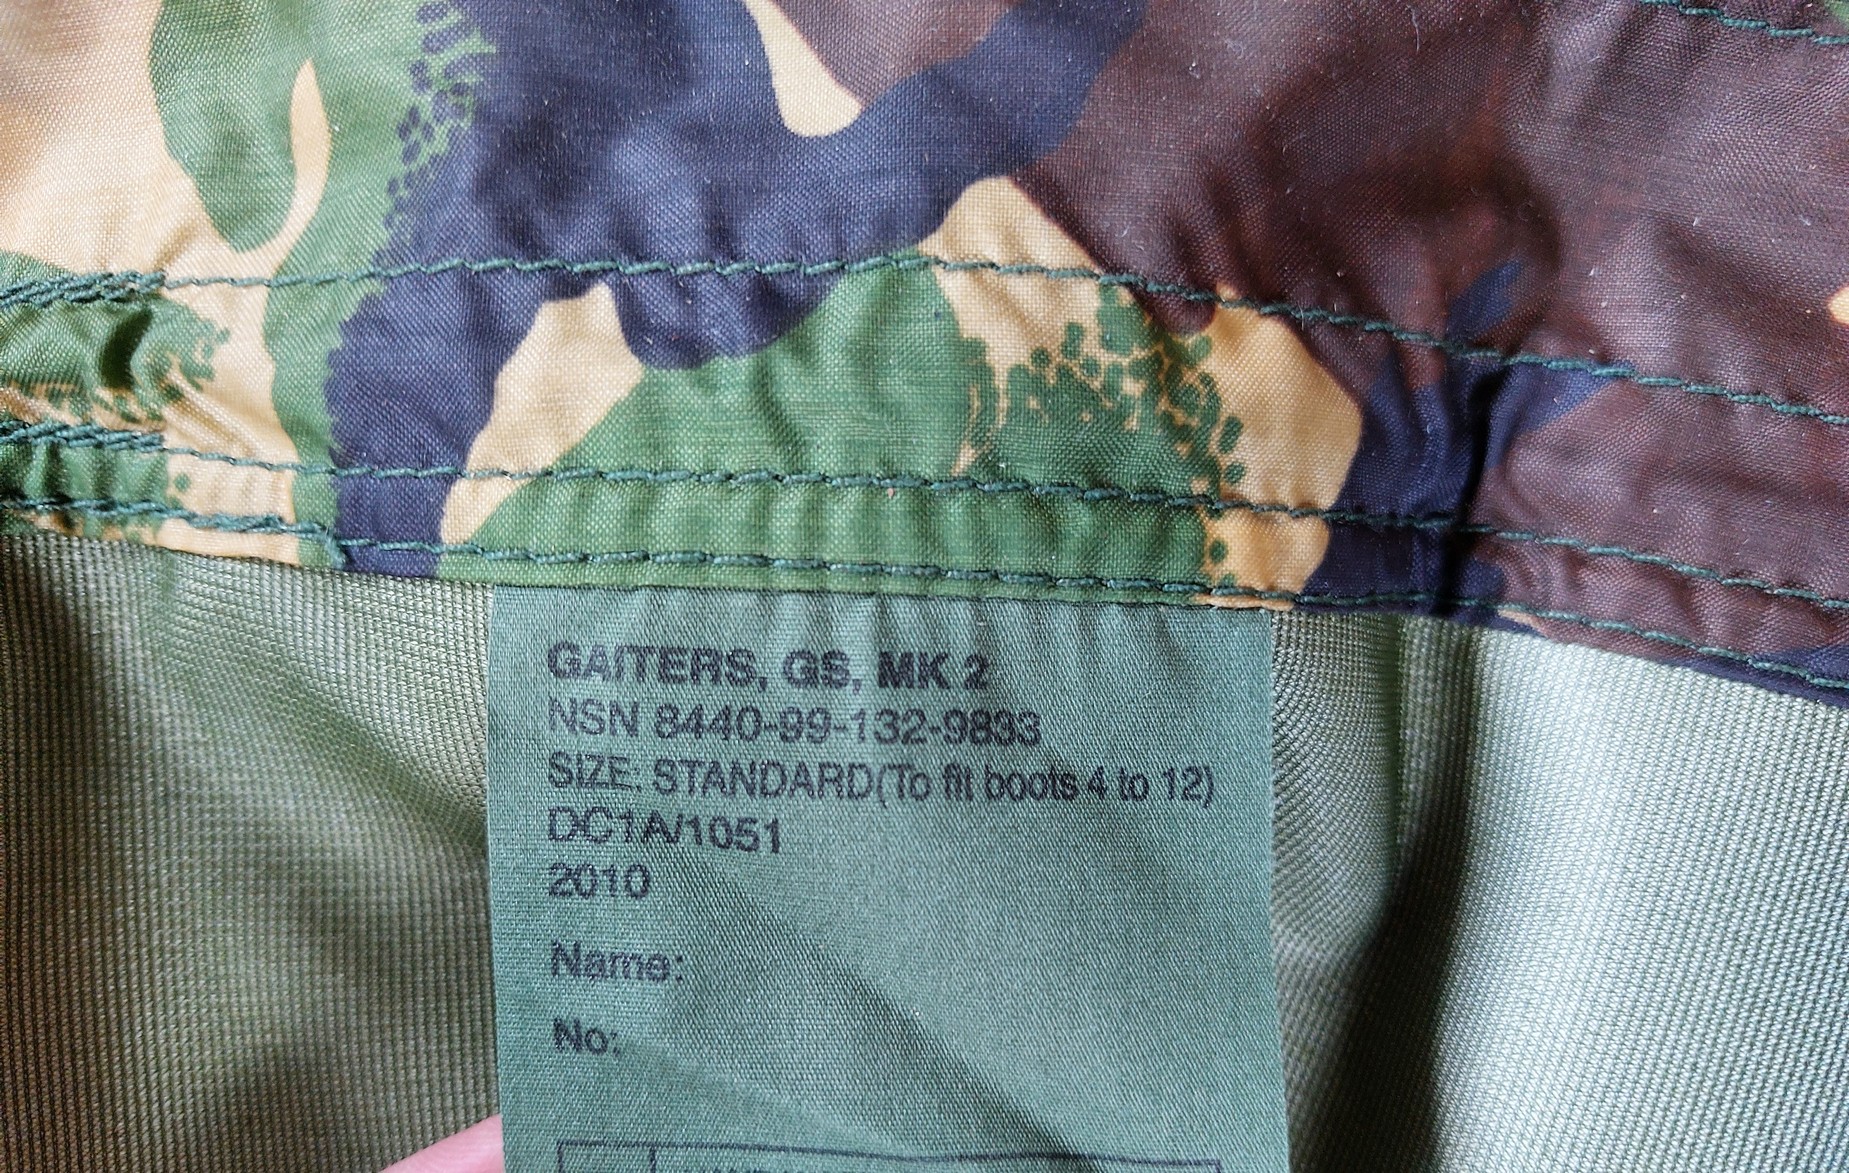 GAITERS, GS, MK 2
NSN 8440-99-132-9833
SIZE: STANDARD(To fit boots 4 to 12)
DC1A/1051
2010
Name:
No: